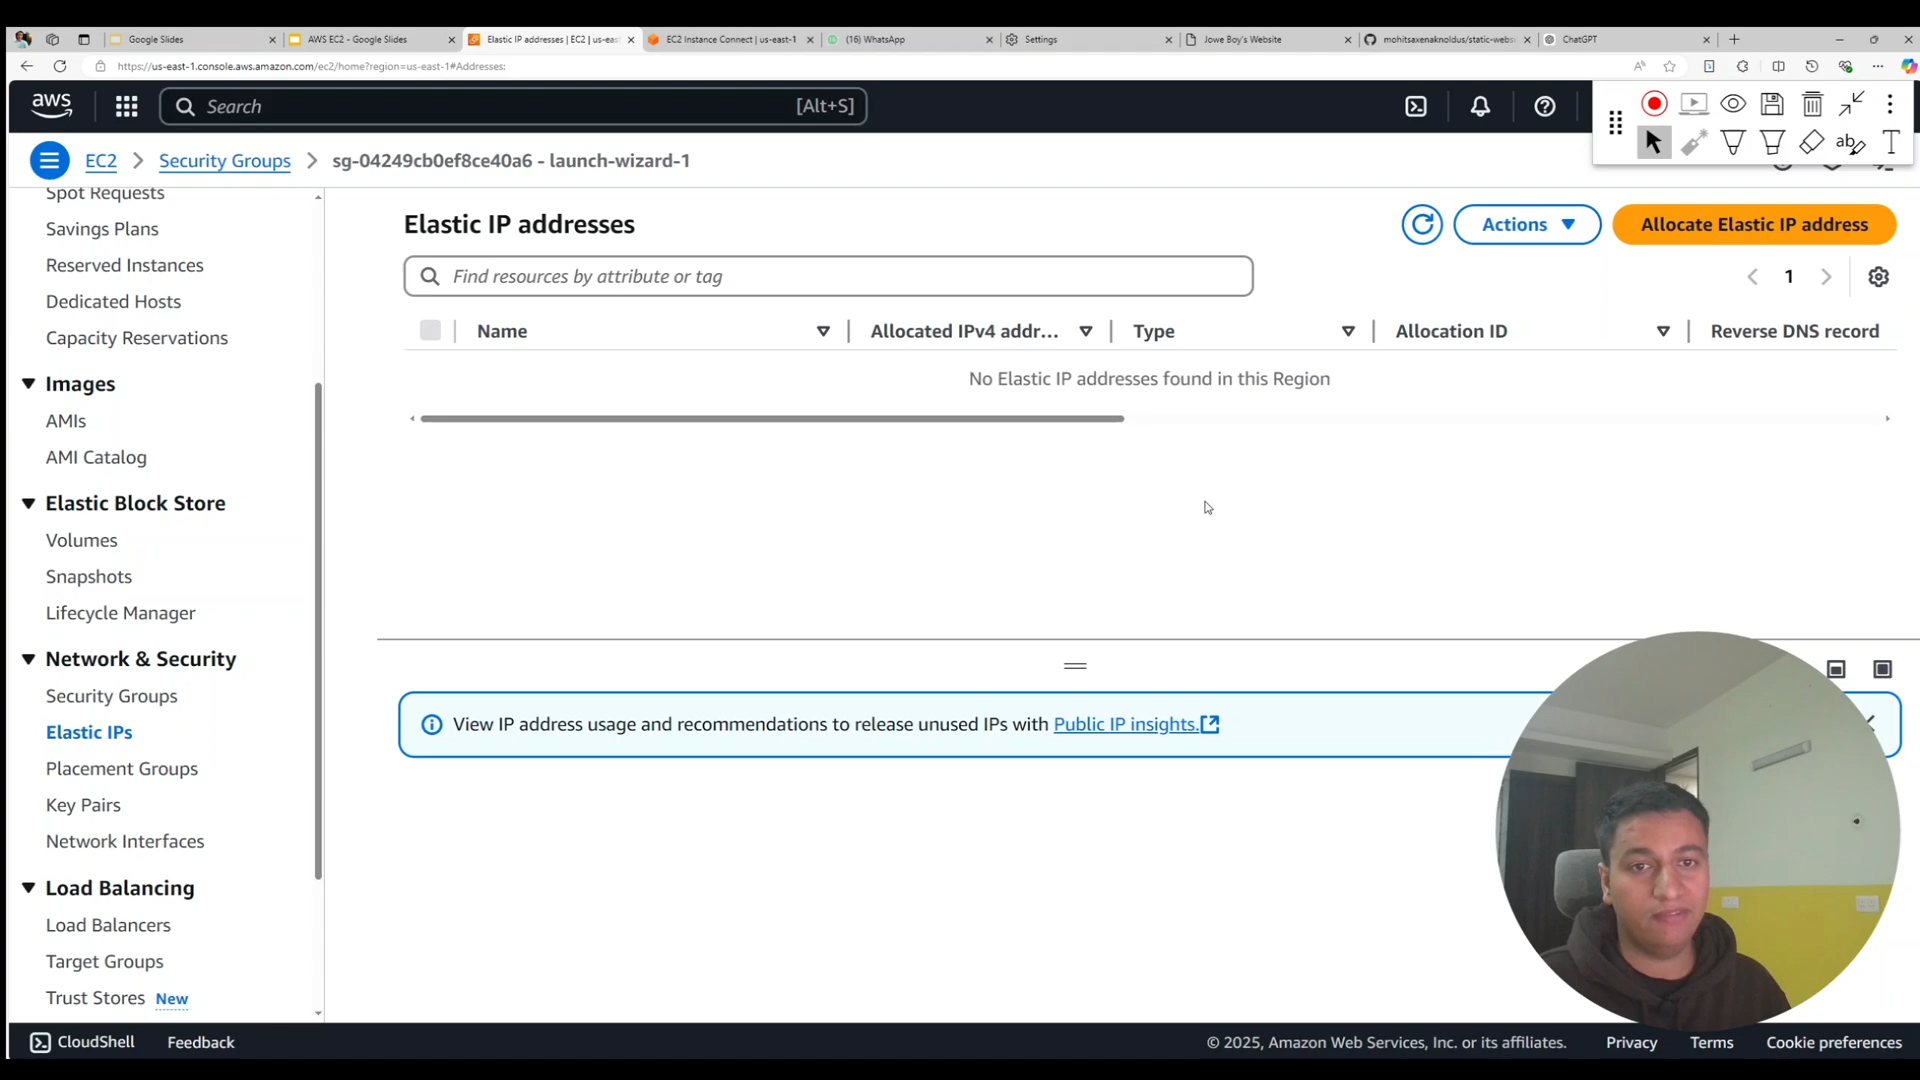 Google Slides
AWS EC2 - Google Slides
Elastic IP addresses | EC2 | us-eas
EC2 Instance Connect | us-east-1
(16) WhatsApp
Settings
Jowe Boy's Website
mohitsaxenaknoldus/static-webs
ChatGPT
https://us-east-1.console.aws.amazon.com/ec2/home?region=us-east-1#Addresses:
aws
Search
[Alt+S]
EC2
Security Groups
sg-04249cb0ef8ce40a6 - launch-wizard-1
Spot Requests
Savings Plans
Reserved Instances
Dedicated Hosts
Capacity Reservations
Images
AMIs
AMI Catalog
Elastic Block Store
Volumes
Snapshots
Lifecycle Manager
Network & Security
Security Groups
Elastic IPs
Placement Groups
Key Pairs
Network Interfaces
Load Balancing
Load Balancers
Target Groups
Trust Stores New
Elastic IP addresses
Actions
Allocate Elastic IP address
Find resources by attribute or tag
1
Name
Allocated IPv4 addr...
Type
Allocation ID
Reverse DNS record
No Elastic IP addresses found in this Region
View IP address usage and recommendations to release unused IPs with Public IP insights.
CloudShell
Feedback
© 2025, Amazon Web Services, Inc. or its affiliates.
Privacy
Terms
Cookie preferences